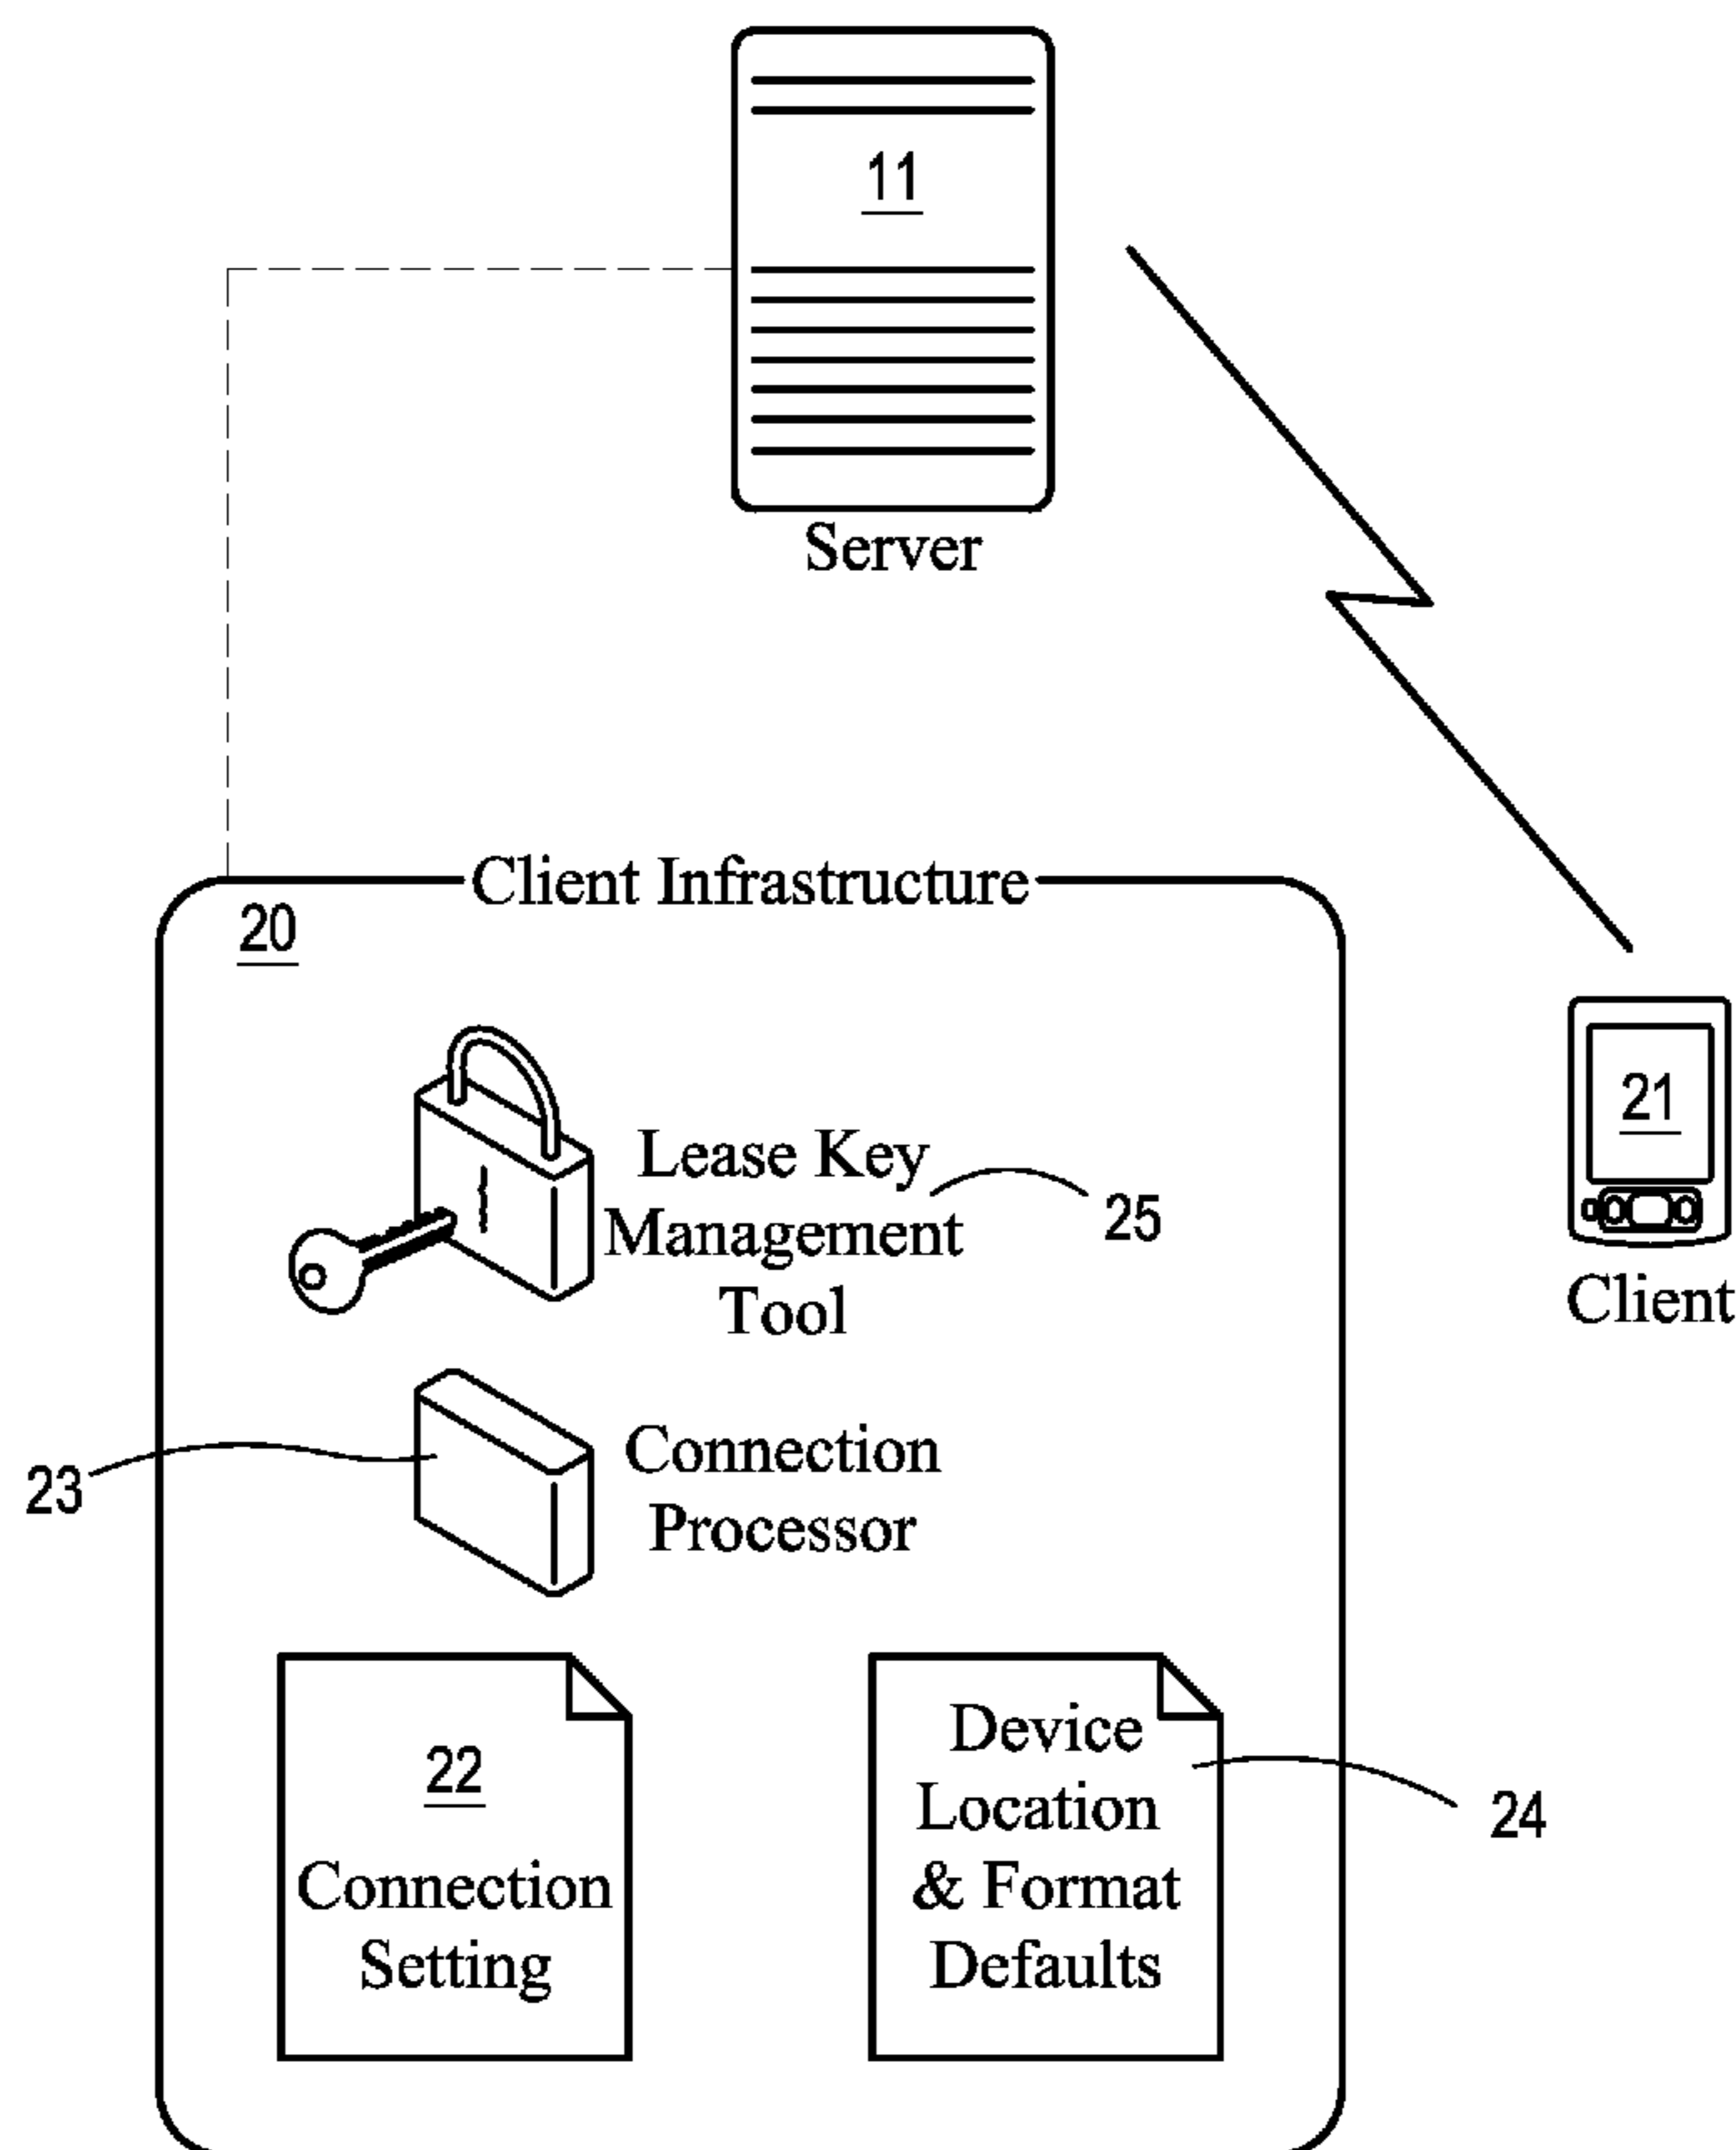 11
Server
Client Infrastructure
20
21
Client
Lease Key
Management
Tool
25
Connection
Processor
23
22
Connection
Setting
Device
Location
& Format
Defaults
24